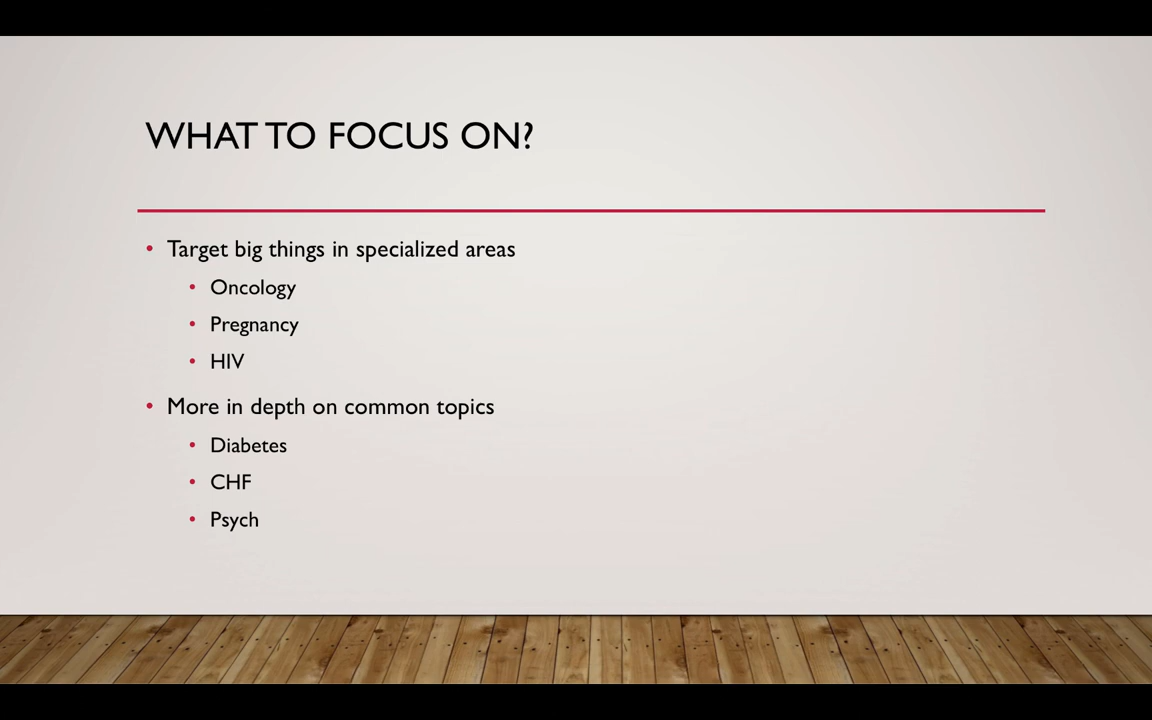 WHAT TO FOCUS ON?
• Target big things in specialized areas
• Oncology
• Pregnancy
• HIV
• More in depth on common topics
• Diabetes
• CHF
• Psych